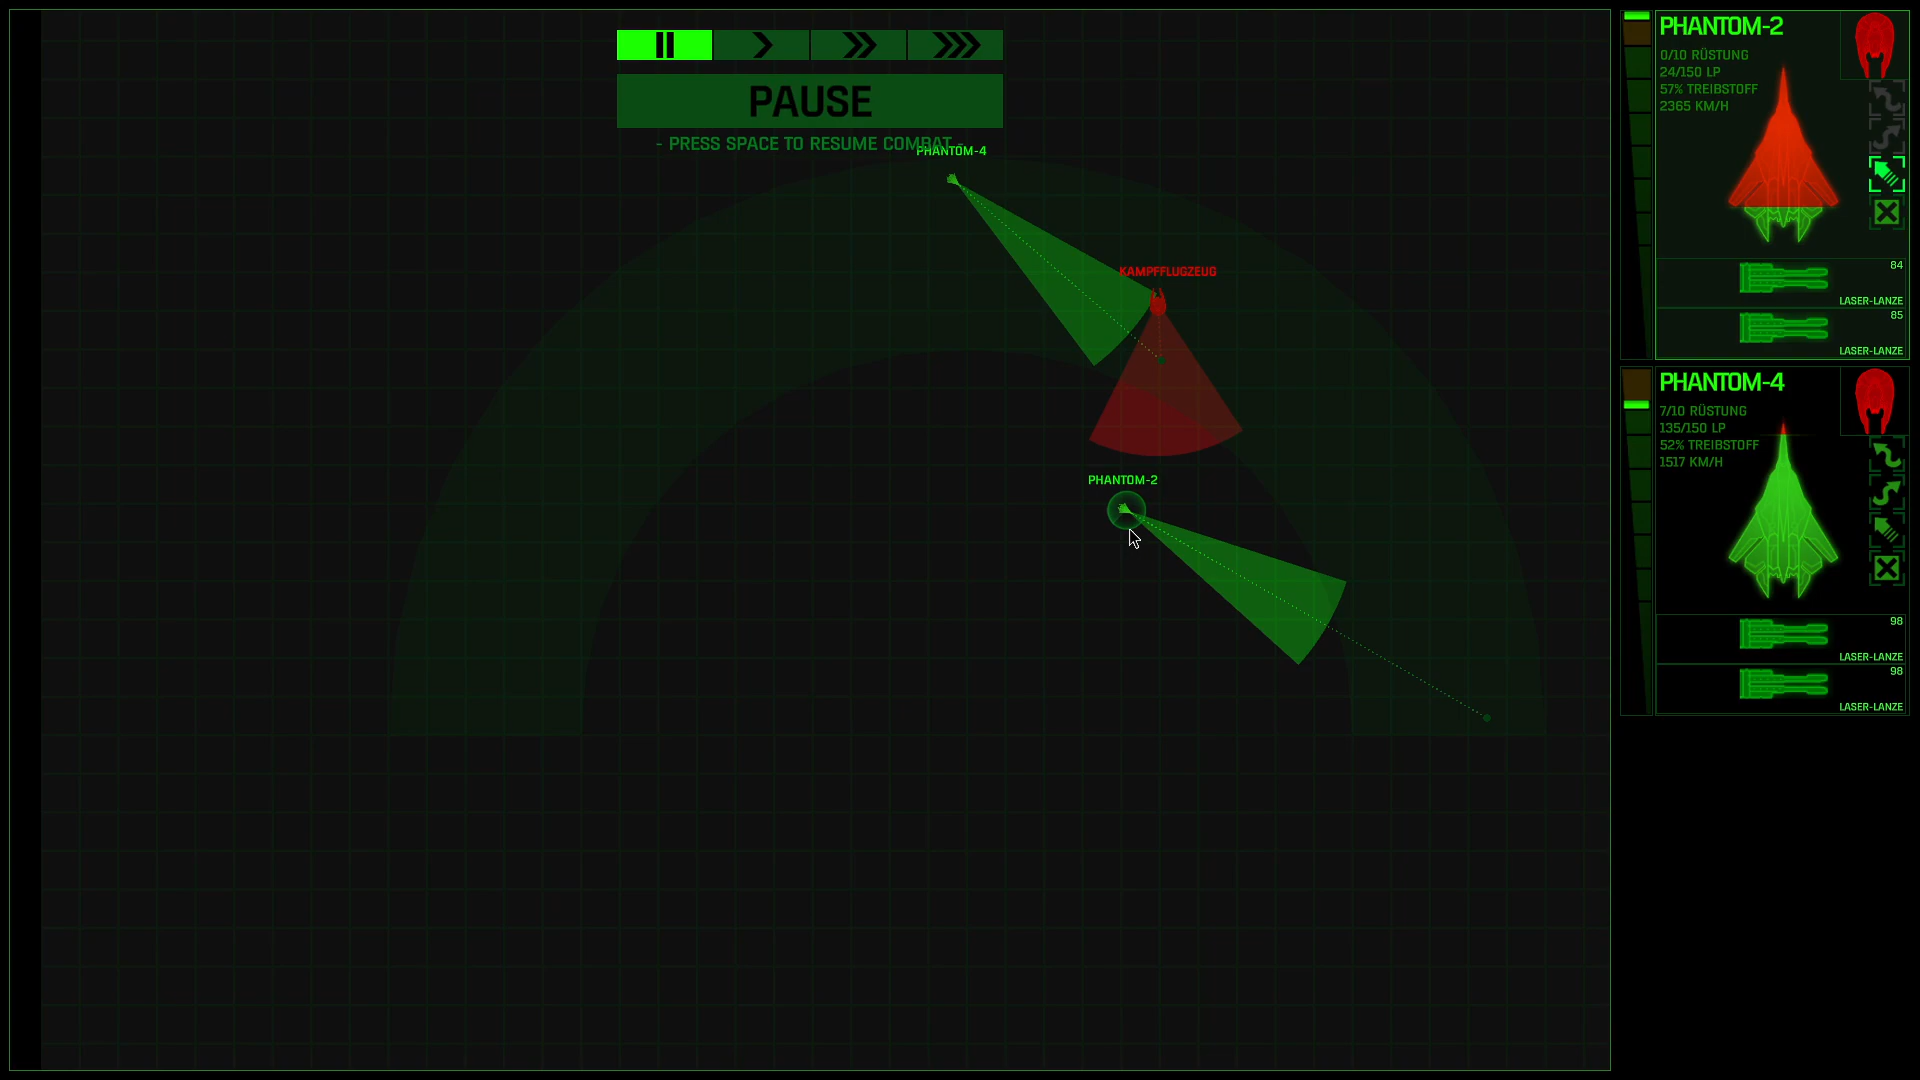 PAUSE
- PRESS SPACE TO RESUME COMBAT -
PHANTOM-4
KAMPFFLUGZEUG
PHANTOM-2
PHANTOM-2
0/10 RÜSTUNG
24/150 LP
57% TREIBSTOFF
2365 KM/H
84
LASER-LANZE
85
LASER-LANZE
PHANTOM-4
7/10 RÜSTUNG
135/150 LP
52% TREIBSTOFF
1517 KM/H
98
LASER-LANZE
98
LASER-LANZE